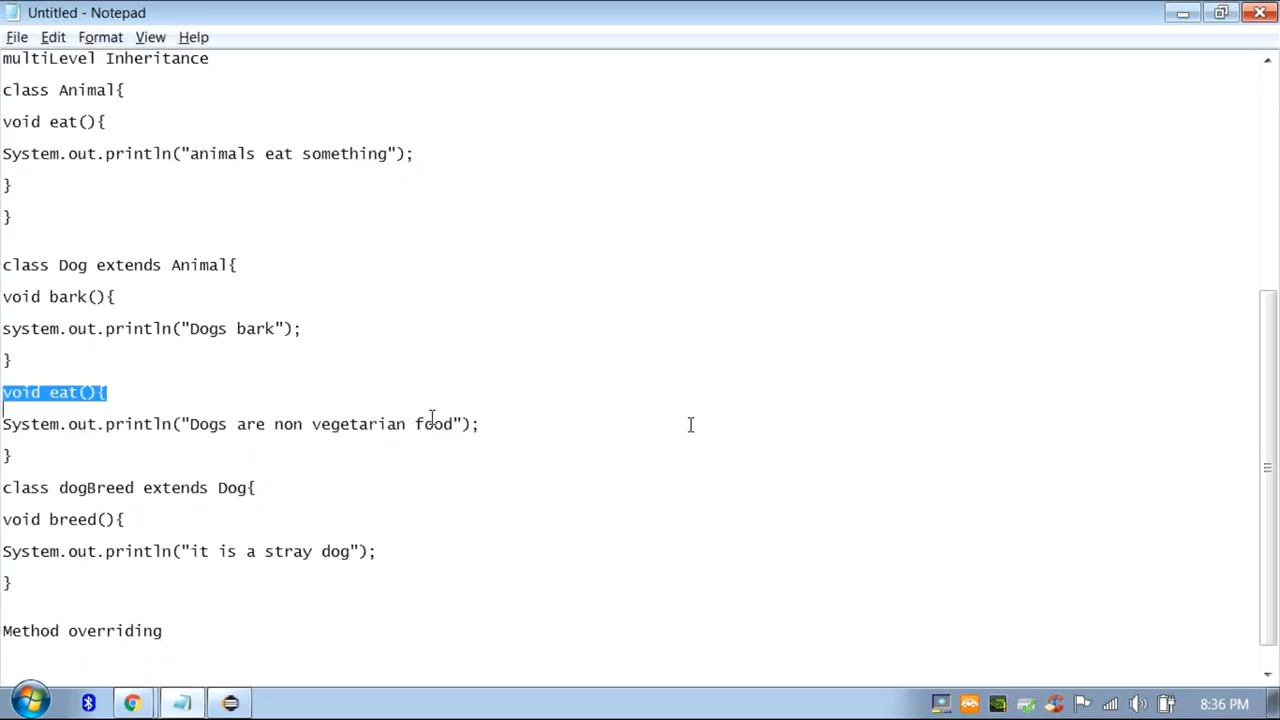 Untitled - Notepad
File Edit Format View Help
multiLevel Inheritance
class Animal{
void eat(){
System.out.println("animals eat something");
}
}
class Dog extends Animal{
void bark(){
system.out.println("Dogs bark");
}
void eat(){
System.out.println("Dogs are non vegetarian food");
}
class dogBreed extends Dog{
void breed(){
System.out.println("it is a stray dog");
}
Method overriding
8:36 PM